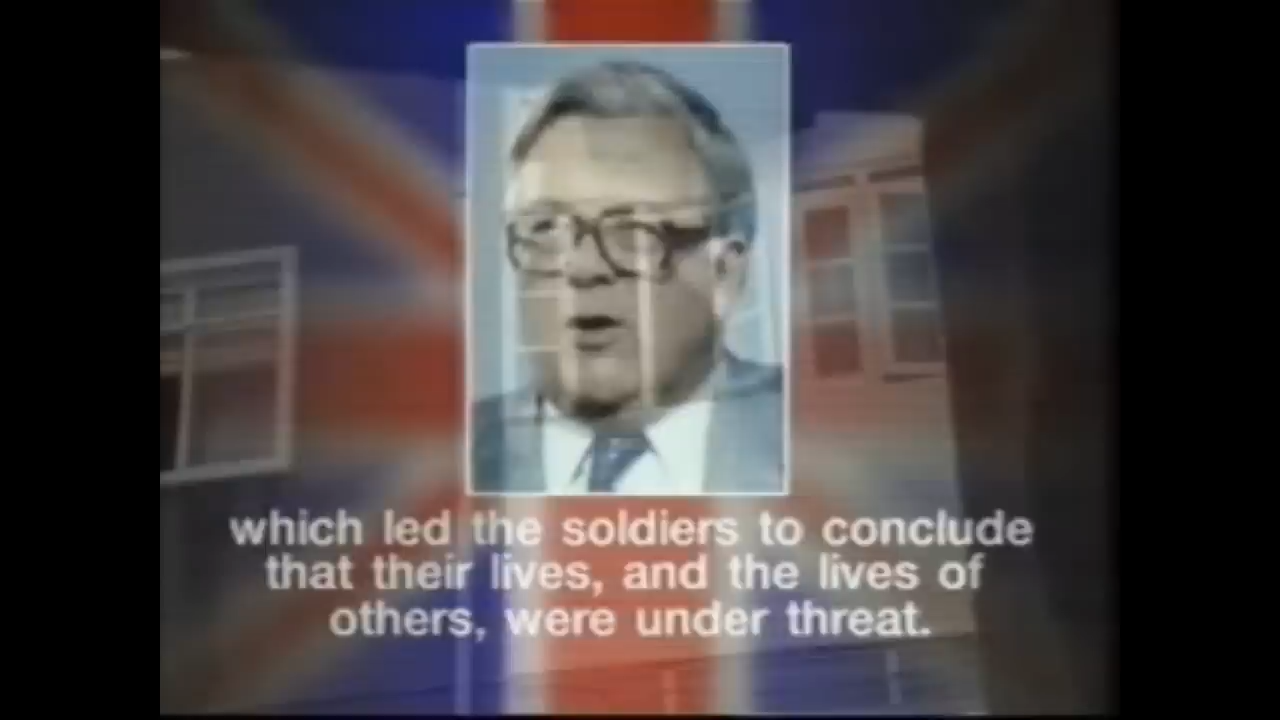 which led the soldiers to conclude
that their lives, and the lives of
others, were under threat.